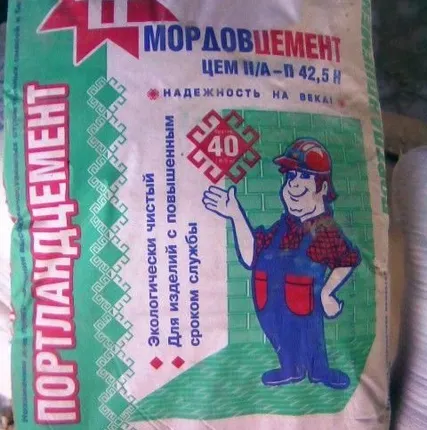 П
МОРДОВЦЕМЕНТ
ЦЕМ II/А-П 42,5 Н
НАДЕЖНОСТЬ НА ВЕКА!
40
ПОРТЛАНДЦЕМЕНТ
Экологически чистый
Для изделий с повышенным
сроком службы